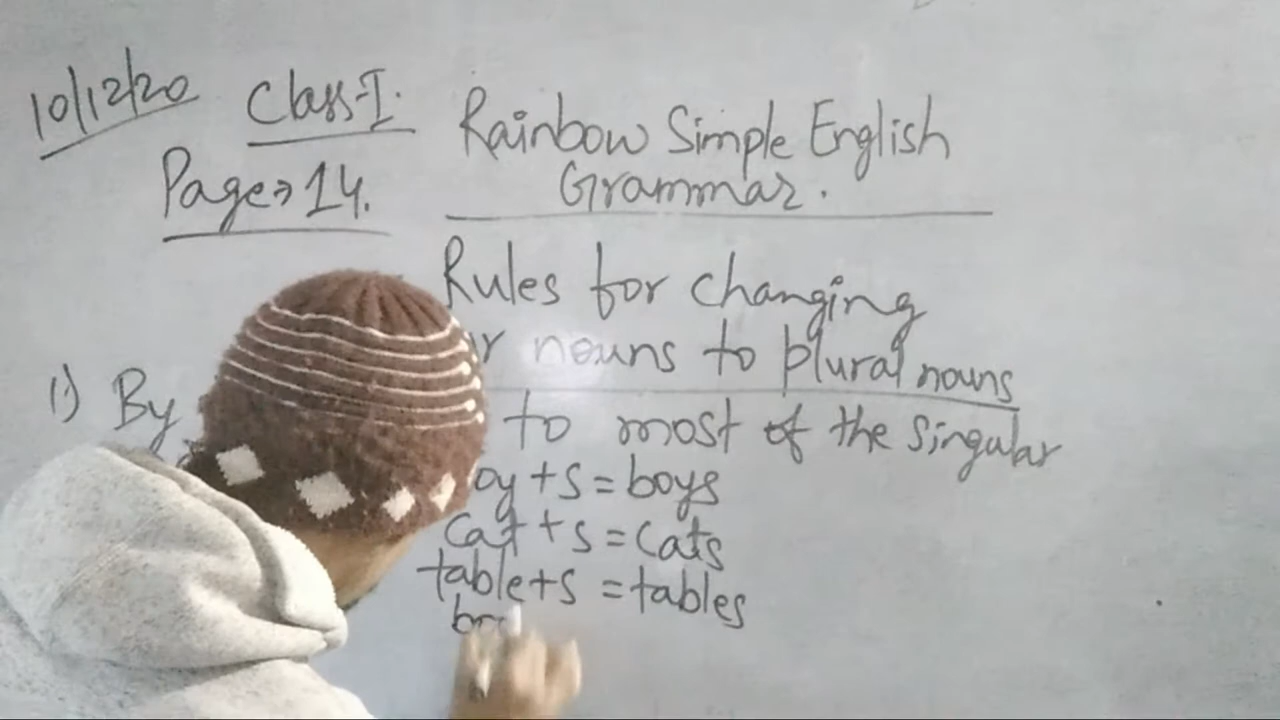 10/12/20 Class-I.
Page→14.
Rainbow Simple English
Grammar.
Rules for changing
nouns to plural nouns
1) By to most of the singular
oy+s=boys
cat+s=cats
table+s=tables